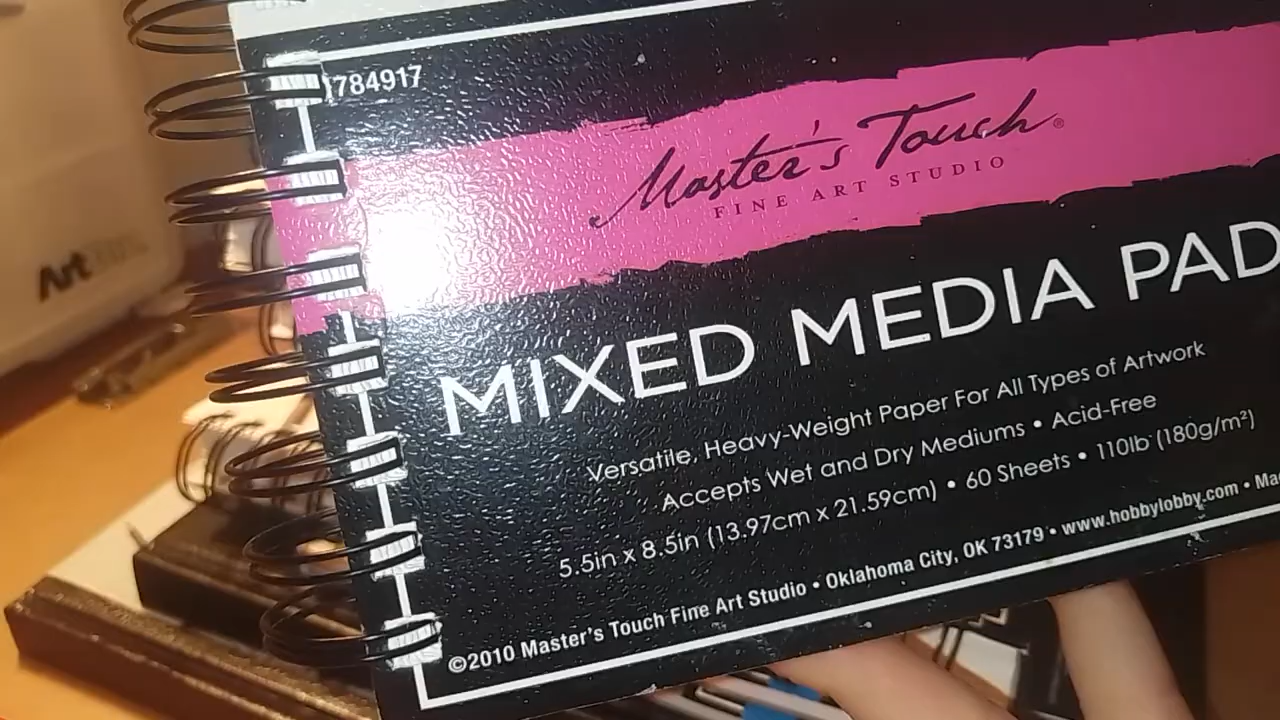 784917
Master's Touch®
FINE ART STUDIO
MIXED MEDIA PAD
Versatile, Heavy-Weight Paper For All Types of Artwork
Accepts Wet and Dry Mediums • Acid-Free
5.5in x 8.5in (13.97cm x 21.59cm) • 60 Sheets • 110lb (180g/m²)
©2010 Master's Touch Fine Art Studio • Oklahoma City, OK 73179 • www.hobbylobby.com •
Art